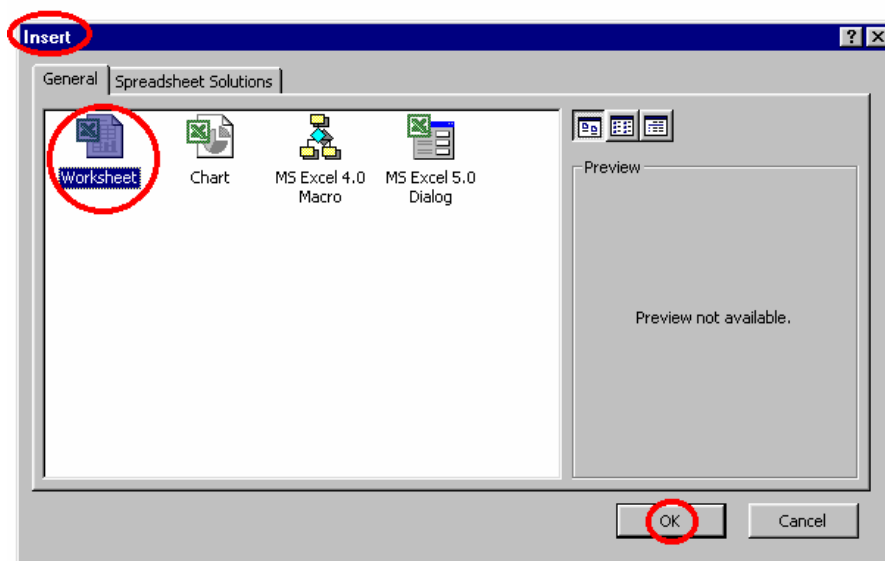 Insert
General Spreadsheet Solutions
Worksheet Chart MS Excel 4.0 Macro MS Excel 5.0 Dialog
Preview
Preview not available.
OK Cancel